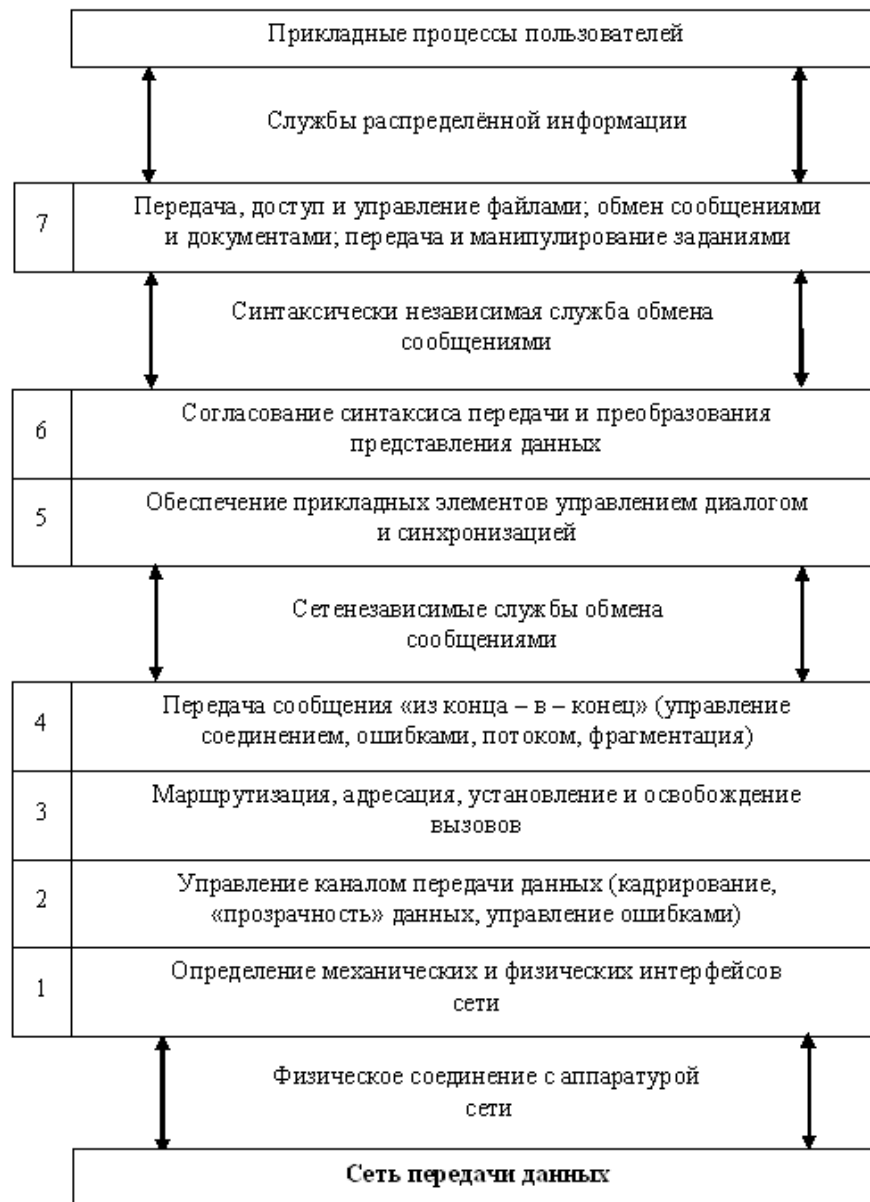 Прикладные процессы пользователей
Службы распределённой информации
7
Передача, доступ и управление файлами; обмен сообщениями
и документами; передача и манипулирование заданиями
Синтаксически независимая служба обмена
сообщениями
6
Согласование синтаксиса передачи и преобразования
представления данных
5
Обеспечение прикладных элементов управлением диалогом
и синхронизацией
Сетенезависимые службы обмена
сообщениями
4
Передача сообщения «из конца – в – конец» (управление
соединением, ошибками, потоком, фрагментация)
3
Маршрутизация, адресация, установление и освобождение
вызовов
2
Управление каналом передачи данных (кадрирование,
«прозрачность» данных, управление ошибками)
1
Определение механических и физических интерфейсов
сети
Физическое соединение с аппаратурой
сети
Сеть передачи данных